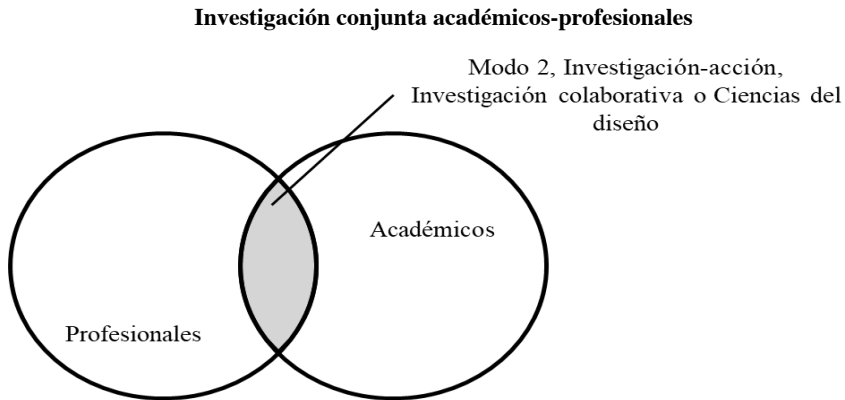 Investigación conjunta académicos-profesionales
Modo 2, Investigación-acción,
Investigación colaborativa o Ciencias del
diseño
Académicos
Profesionales